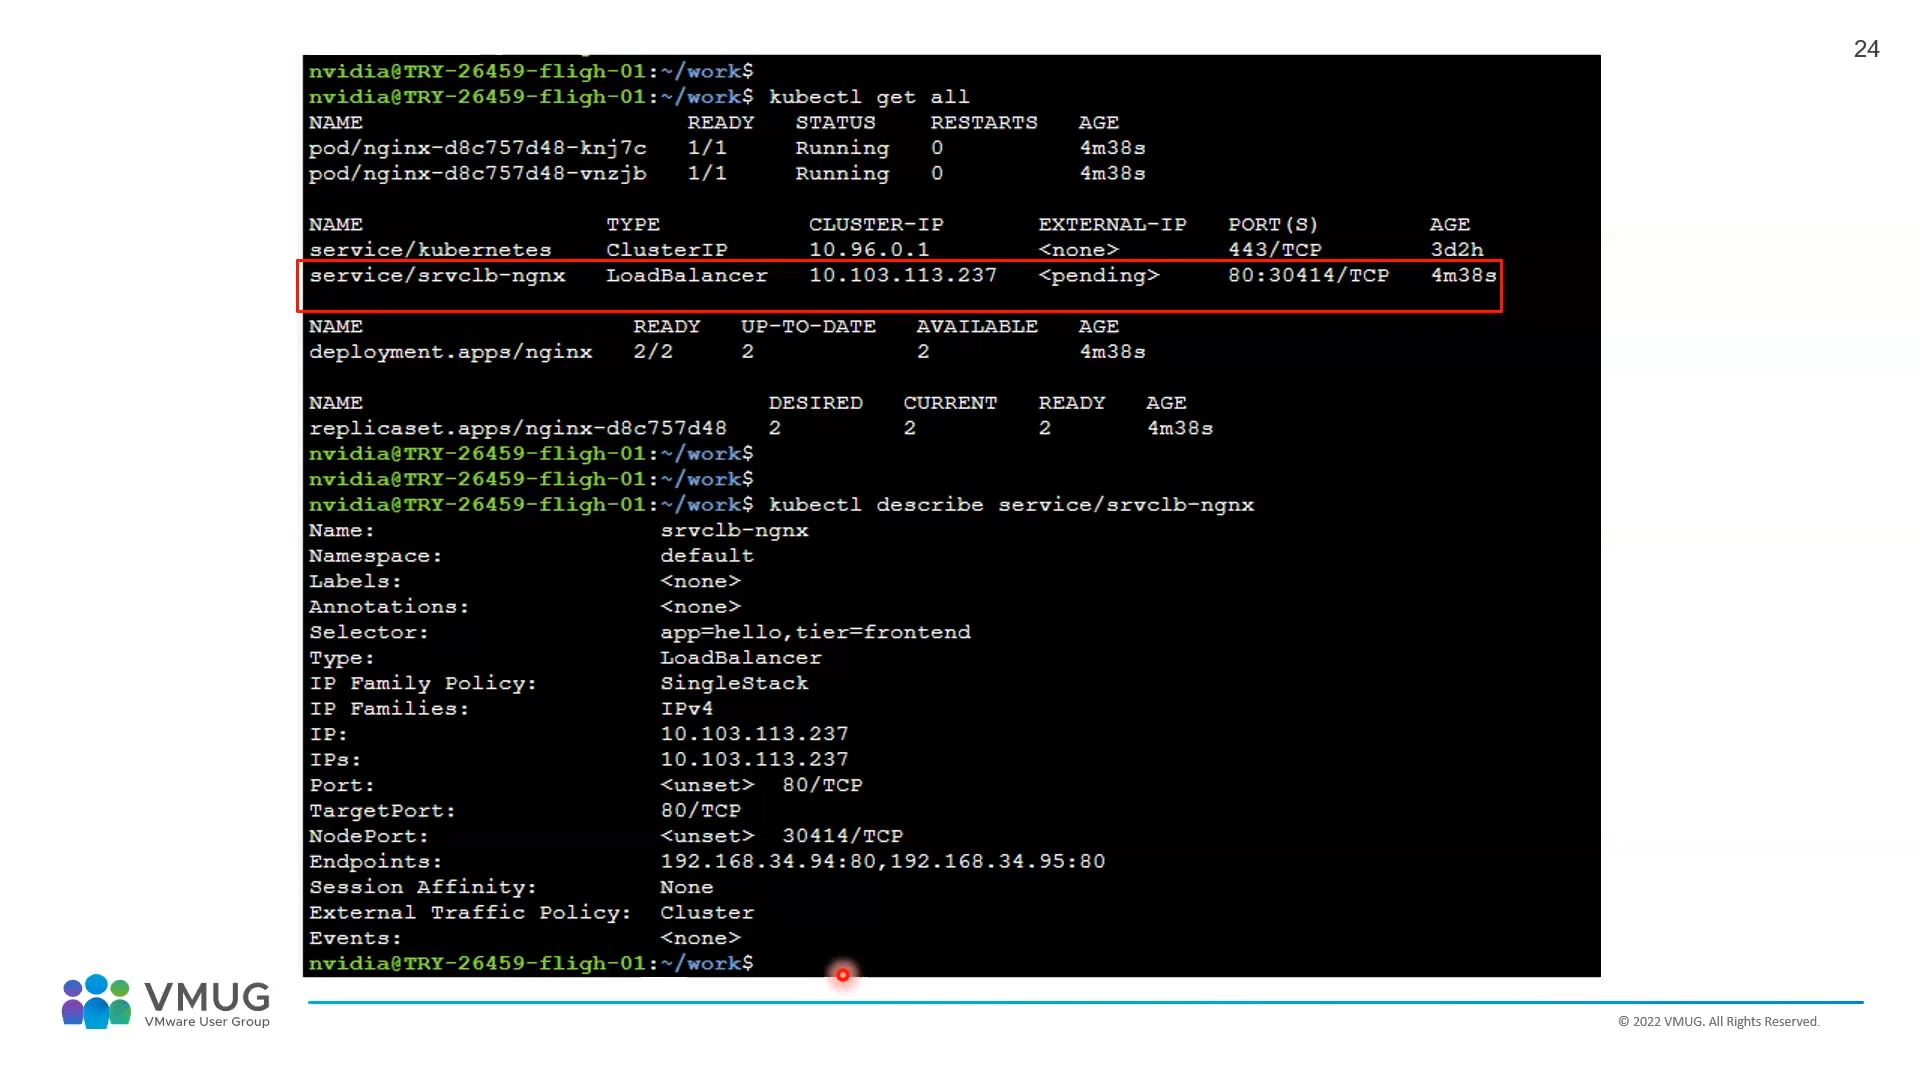 24
nvidia@TRY-26459-fligh-01:~/work$
nvidia@TRY-26459-fligh-01:~/work$ kubectl get all
NAME READY STATUS RESTARTS AGE
pod/nginx-d8c757d48-knj7c 1/1 Running 0 4m38s
pod/nginx-d8c757d48-vnzjb 1/1 Running 0 4m38s
NAME TYPE CLUSTER-IP EXTERNAL-IP PORT(S) AGE
service/kubernetes ClusterIP 10.96.0.1 <none> 443/TCP 3d2h
service/srvclb-ngnx LoadBalancer 10.103.113.237 <pending> 80:30414/TCP 4m38s
NAME READY UP-TO-DATE AVAILABLE AGE
deployment.apps/nginx 2/2 2 2 4m38s
NAME DESIRED CURRENT READY AGE
replicaset.apps/nginx-d8c757d48 2 2 2 4m38s
nvidia@TRY-26459-fligh-01:~/work$
nvidia@TRY-26459-fligh-01:~/work$
nvidia@TRY-26459-fligh-01:~/work$ kubectl describe service/srvclb-ngnx
Name: srvclb-ngnx
Namespace: default
Labels: <none>
Annotations: <none>
Selector: app=hello,tier=frontend
Type: LoadBalancer
IP Family Policy: SingleStack
IP Families: IPv4
IP: 10.103.113.237
IPs: 10.103.113.237
Port: <unset> 80/TCP
TargetPort: 80/TCP
NodePort: <unset> 30414/TCP
Endpoints: 192.168.34.94:80,192.168.34.95:80
Session Affinity: None
External Traffic Policy: Cluster
Events: <none>
nvidia@TRY-26459-fligh-01:~/work$
VMUG
VMware User Group
© 2022 VMUG. All Rights Reserved.